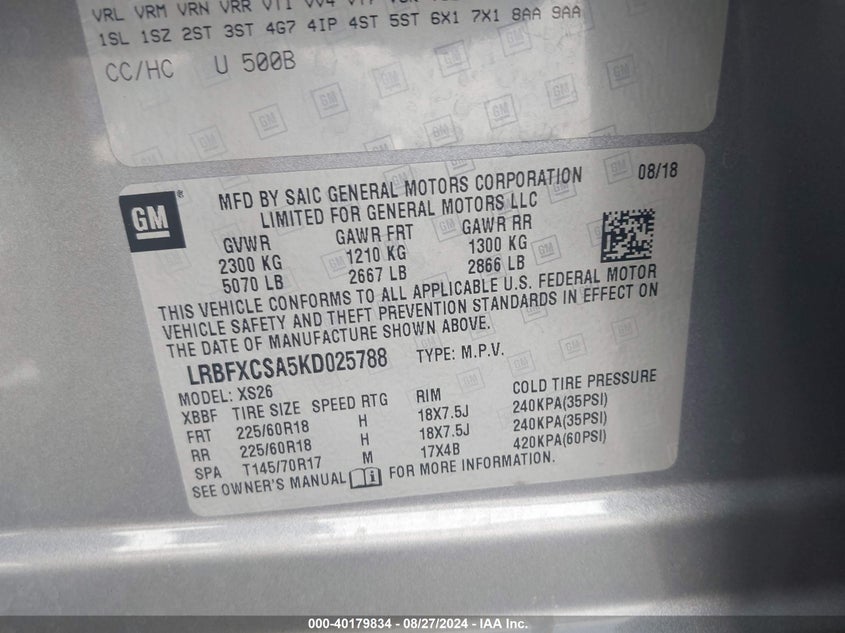 VRL VRM VRN VRR VT1 VV4
1SL 1SZ 2ST 3ST 4G7 4IP 4ST 5ST 6X1 7X1 8AA 9AA
CC/HC U 500B
GM
MFD BY SAIC GENERAL MOTORS CORPORATION 08/18
LIMITED FOR GENERAL MOTORS LLC
GVWR GAWR FRT GAWR RR
2300 KG 1210 KG 1300 KG
5070 LB 2667 LB 2866 LB
THIS VEHICLE CONFORMS TO ALL APPLICABLE U.S. FEDERAL MOTOR
VEHICLE SAFETY AND THEFT PREVENTION STANDARDS IN EFFECT ON
THE DATE OF MANUFACTURE SHOWN ABOVE.
LRBFXCSA5KD025788 TYPE: M.P.V.
MODEL: XS26
XBBF TIRE SIZE SPEED RTG RIM COLD TIRE PRESSURE
FRT 225/60R18 H 18X7.5J 240KPA(35PSI)
RR 225/60R18 H 18X7.5J 240KPA(35PSI)
SPA T145/70R17 M 17X4B 420KPA(60PSI)
SEE OWNER'S MANUAL FOR MORE INFORMATION.
000-40179834 - 08/27/2024 - IAA Inc.